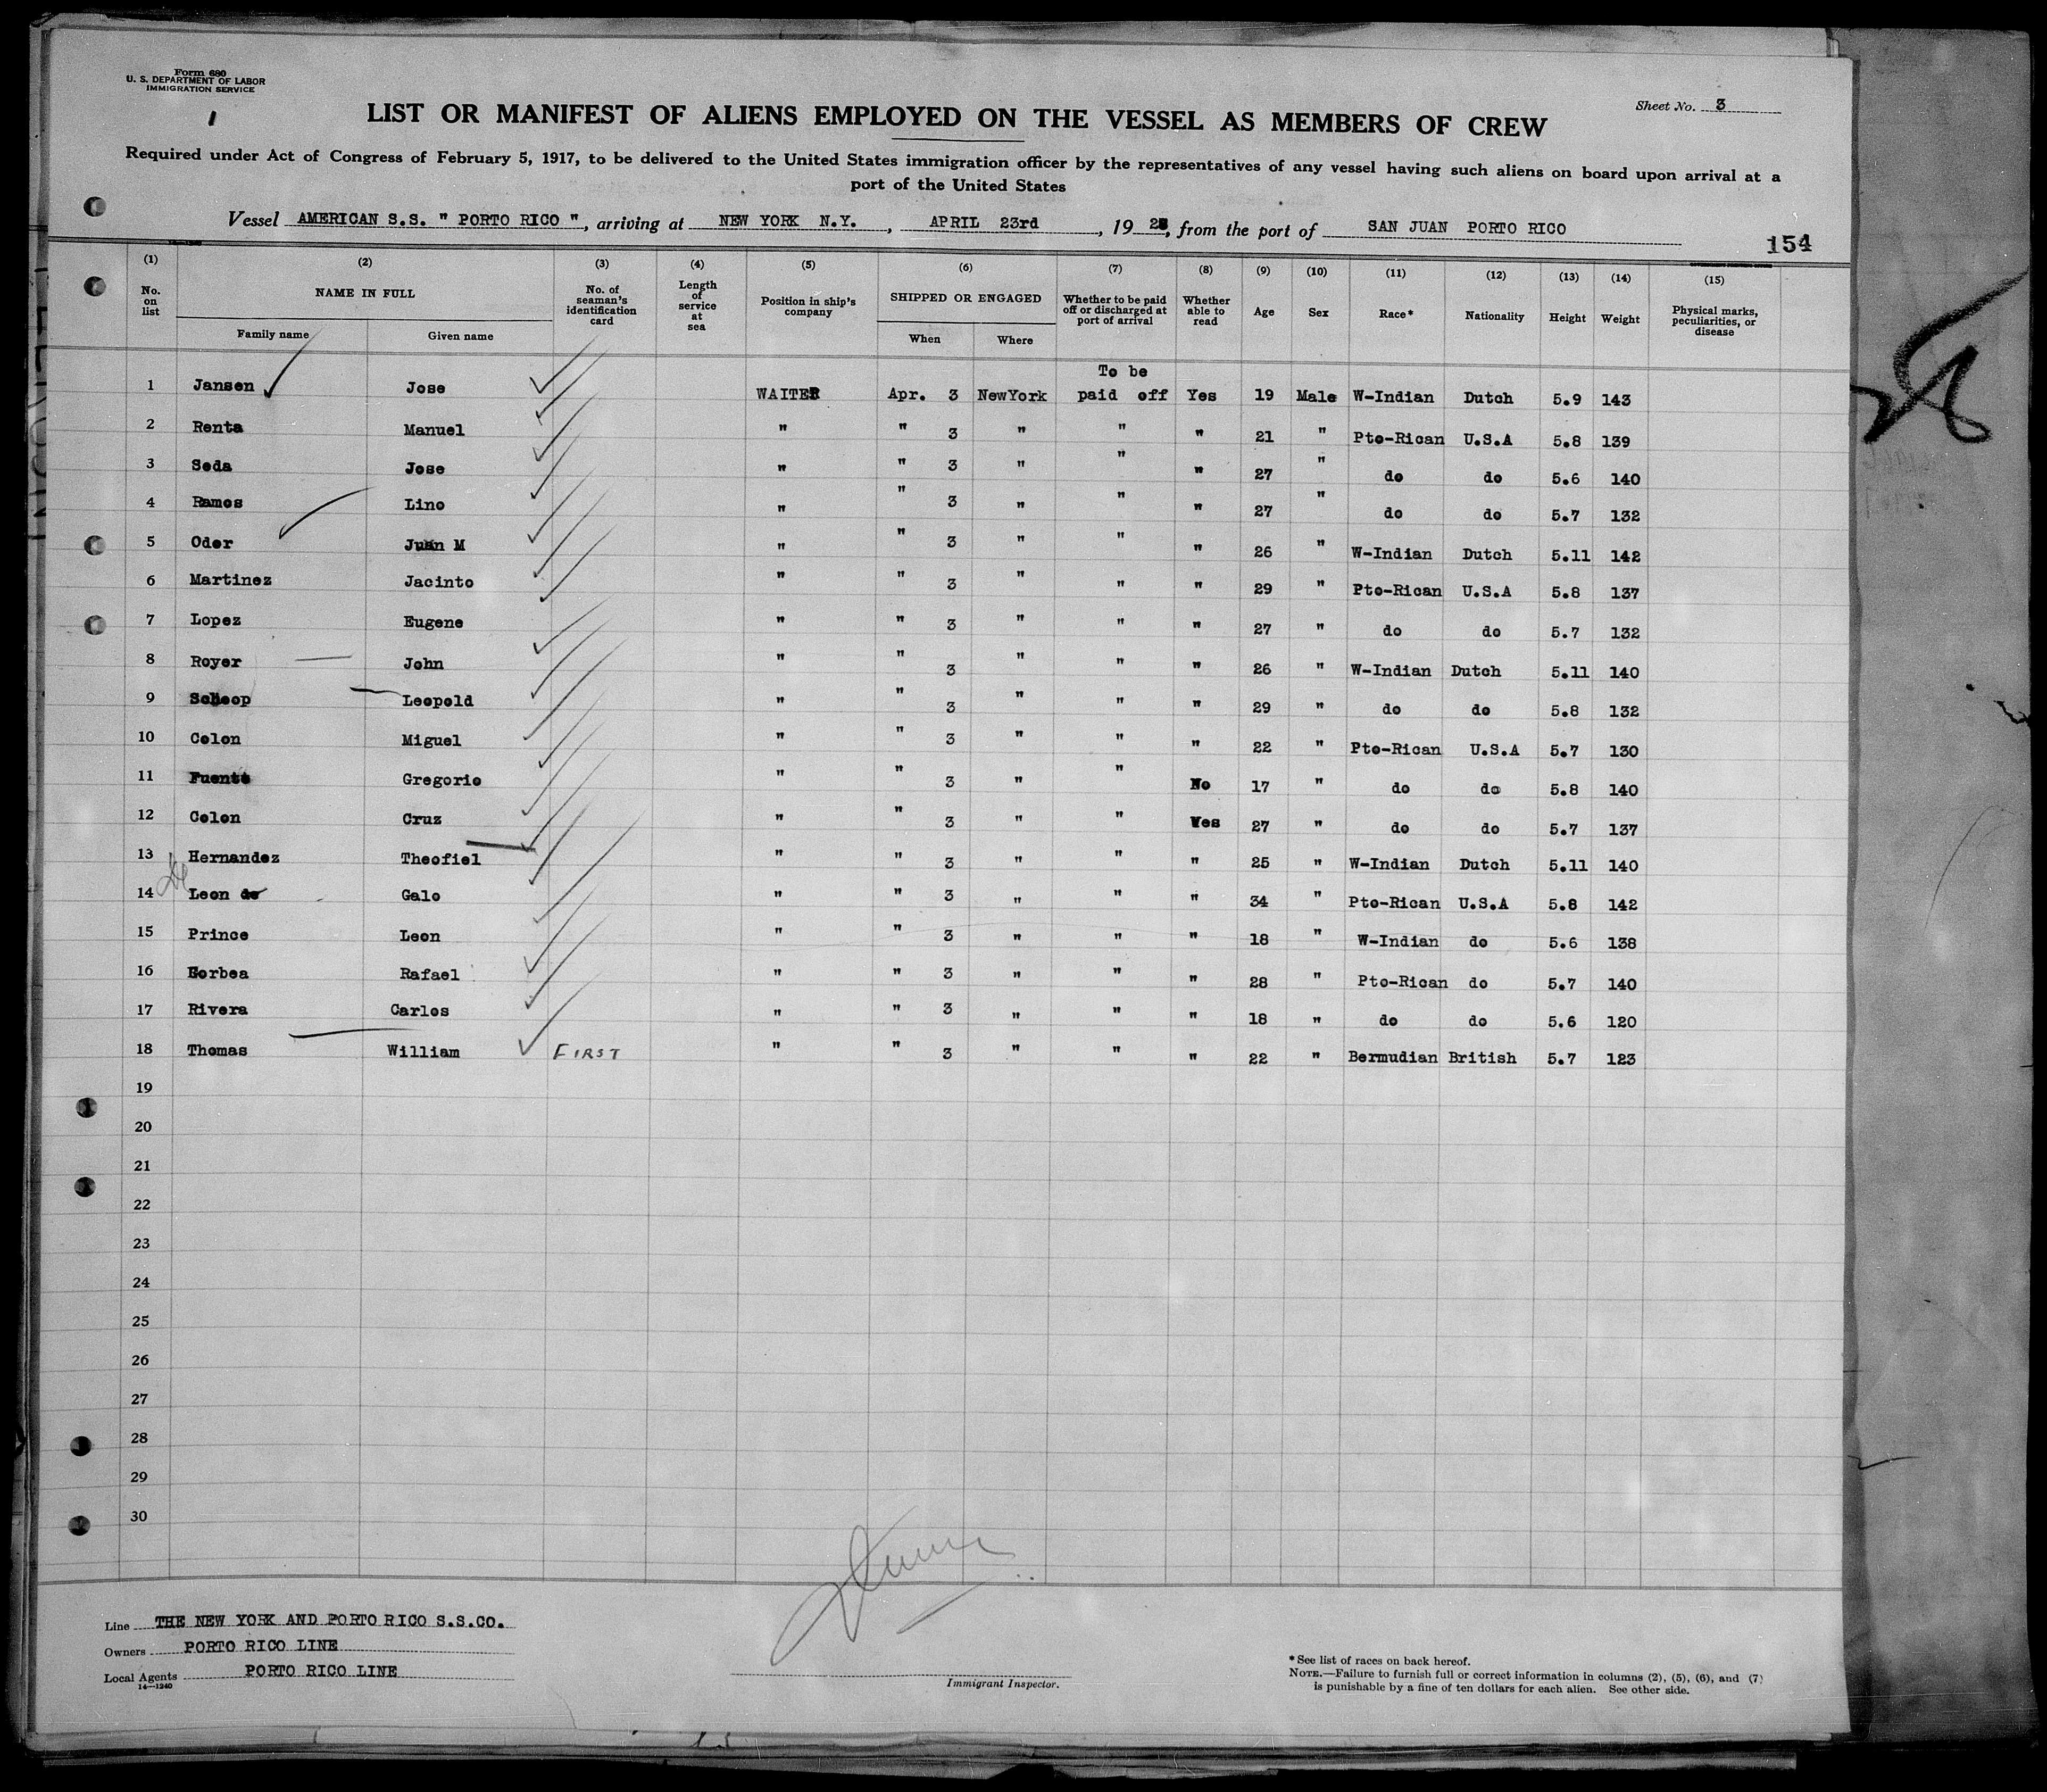 Form 680
U. S. DEPARTMENT OF LABOR
IMMIGRATION SERVICE
Sheet No. 3
LIST OR MANIFEST OF ALIENS EMPLOYED ON THE VESSEL AS MEMBERS OF CREW
Required under Act of Congress of February 5, 1917, to be delivered to the United States immigration officer by the representatives of any vessel having such aliens on board upon arrival at a
port of the United States
Vessel AMERICAN S.S. " PORTO RICO ", arriving at NEW YORK N.Y., APRIL 23rd, 19 , from the port of SAN JUAN PORTO RICO
154
(1) (2) (3) (4) (5) (6) (7) (8) (9) (10) (11) (12) (13) (14) (15)
No. on list NAME IN FULL No. of seaman's identification card Length of service at sea Position in ship's company SHIPPED OR ENGAGED Whether to be paid off or discharged at port of arrival Whether able to read Age Sex Race* Nationality Height Weight Physical marks, peculiarities, or disease
Family name Given name When Where
1 Jansen Jose WAITER Apr. 3 NewYork To be paid off Yes 19 Male W-Indian Dutch 5.9 143
2 Renta Manuel " " 3 " " " 21 " Pto-Rican U.S.A 5.8 139
3 Seda Jose " " 3 " " " 27 " do do 5.6 140
4 Ramos Lino " " 3 " " " 27 " do do 5.7 132
5 Oder Juan M " " 3 " " " 26 " W-Indian Dutch 5.11 142
6 Martinez Jacinto " " 3 " " " 29 " Pto-Rican U.S.A 5.8 137
7 Lopez Eugene " " 3 " " " 27 " do do 5.7 132
8 Royer John " " 3 " " " 26 " W-Indian Dutch 5.11 140
9 Leopold " " 3 " " " 29 " do do 5.8 132
10 Colon Miguel " " 3 " " " 22 " Pto-Rican U.S.A 5.7 130
11 Gregorio " " 3 " " No 17 " do do 5.8 140
12 Colon Cruz " " 3 " " Yes 27 " do do 5.7 137
13 Hernandez Theofiel " " 3 " " " 25 " W-Indian Dutch 5.11 140
14 de Leon de Galo " " 3 " " " 34 " Pto-Rican U.S.A 5.8 142
15 Prince Leon " " 3 " " " 18 " W-Indian do 5.6 138
16 Rafael " " 3 " " " 28 " Pto-Rican do 5.7 140
17 Rivera Carlos " " 3 " " " 18 " do do 5.6 120
18 Thomas William FIRST " " 3 " " " 22 " Bermudian British 5.7 123
19
20
21
22
23
24
25
26
27
28
29
30
Line THE NEW YORK AND PORTO RICO S.S.CO.
Owners PORTO RICO LINE
Local Agents PORTO RICO LINE
14—1240
Immigrant Inspector.
*See list of races on back hereof.
NOTE.—Failure to furnish full or correct information in columns (2), (5), (6), and (7)
is punishable by a fine of ten dollars for each alien. See other side.